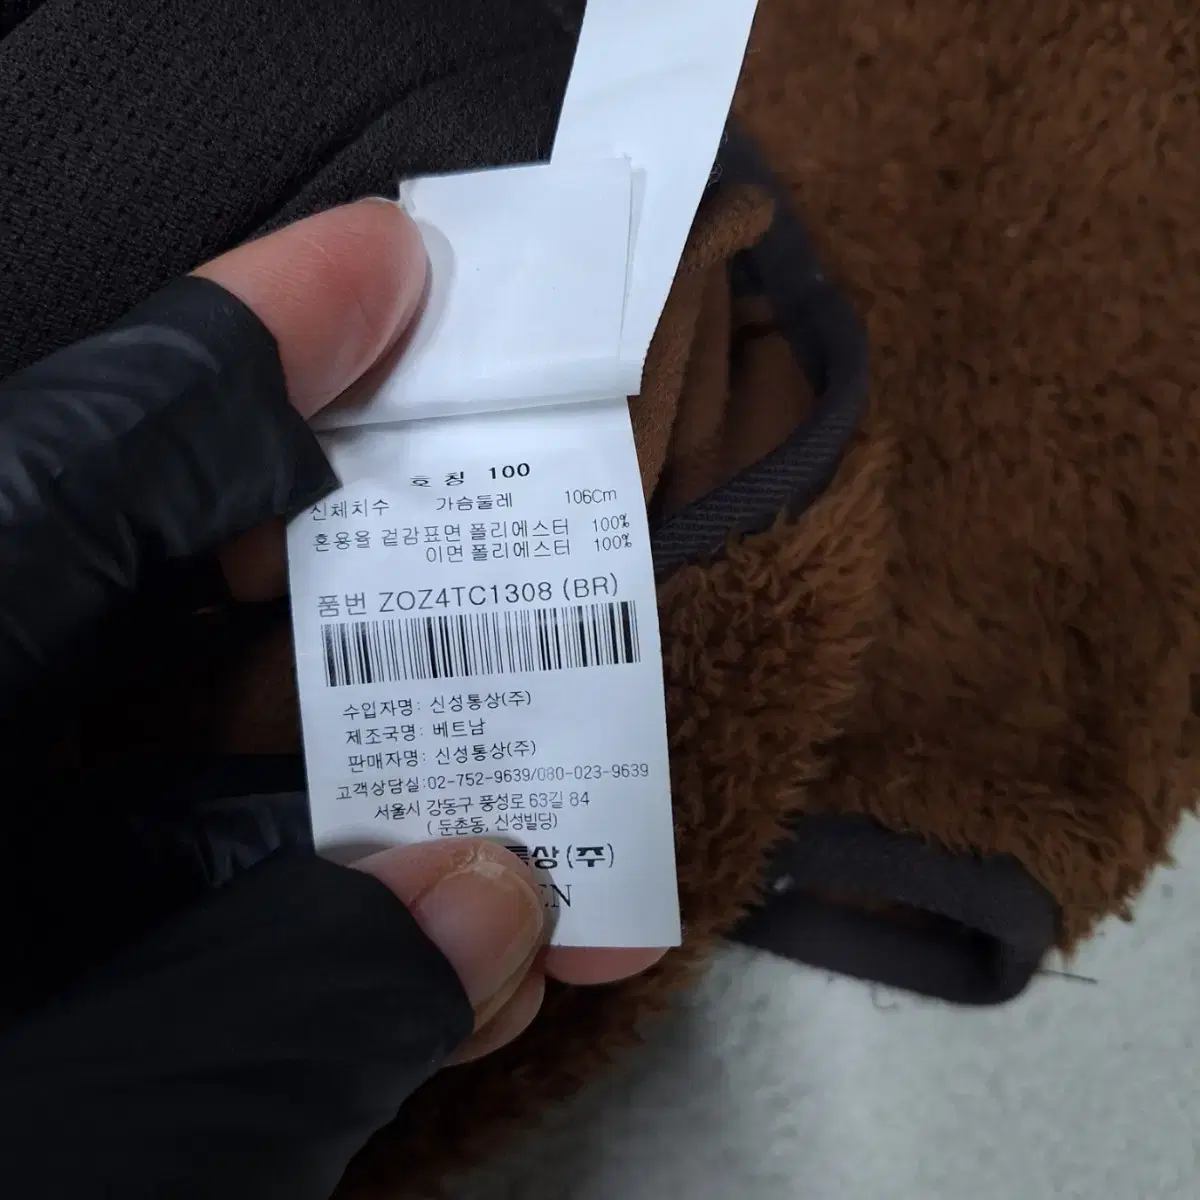 호 칭 100
신체치수 가슴둘레 106Cm
혼용율 겉감표면 폴리에스터 100%
이면 폴리에스터 100%
품번 ZOZ4TC1308 (BR)
수입자명: 신성통상(주)
제조국명: 베트남
판매자명: 신성통상(주)
고객상담실:02-752-9639/080-023-9639
서울시 강동구 풍성로 63길 84
(둔촌동, 신성빌딩)
통상(주)
EN